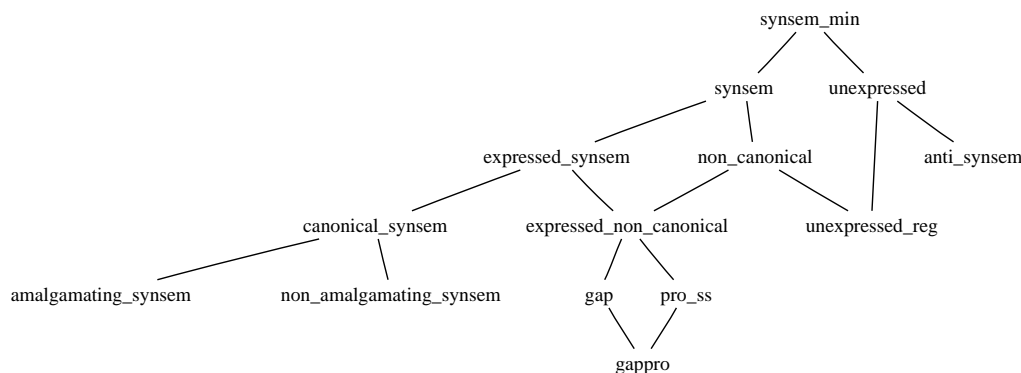 synsem_min
synsem unexpressed
expressed_synsem non_canonical anti_synsem
canonical_synsem expressed_non_canonical unexpressed_reg
amalgamating_synsem non_amalgamating_synsem gap pro_ss
gappro